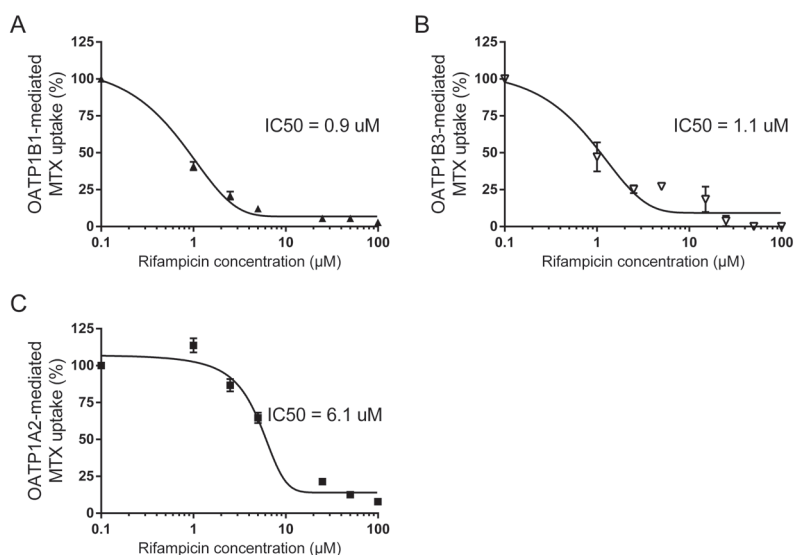 A
OATP1B1-mediated
MTX uptake (%)
125
100
75
50
25
0
IC50 = 0.9 uM
0.1
1
10
100
Rifampicin concentration (µM)
B
OATP1B3-mediated
MTX uptake (%)
125
100
75
50
25
0
IC50 = 1.1 uM
0.1
1
10
100
Rifampicin concentration (µM)
C
OATP1A2-mediated
MTX uptake (%)
125
100
75
50
25
0
IC50 = 6.1 uM
0.1
1
10
100
Rifampicin concentration (µM)